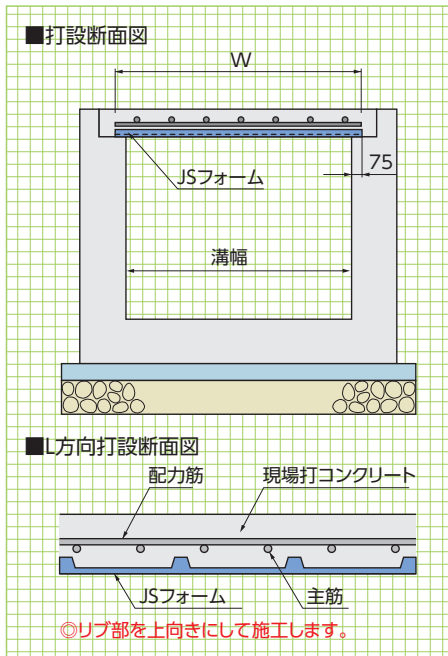 ■打設断面図
W
75
JSフォーム
溝幅
■L方向打設断面図
配力筋 現場打コンクリート
JSフォーム 主筋
◎リブ部を上向きにして施工します。